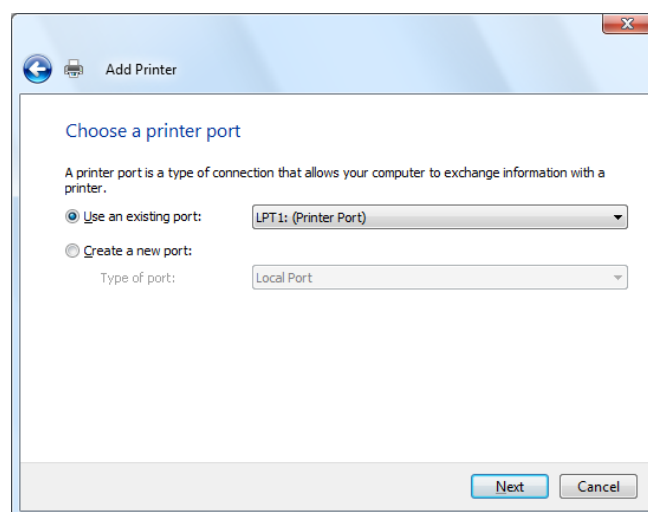 Add Printer
Choose a printer port
A printer port is a type of connection that allows your computer to exchange information with a
printer.
Use an existing port: LPT1: (Printer Port)
Create a new port:
Type of port: Local Port
Next Cancel